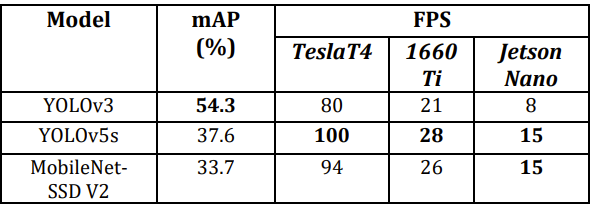 Model mAP (%) FPS
TeslaT4 1660 Ti Jetson Nano
YOLOv3 54.3 80 21 8
YOLOv5s 37.6 100 28 15
MobileNet-SSD V2 33.7 94 26 15